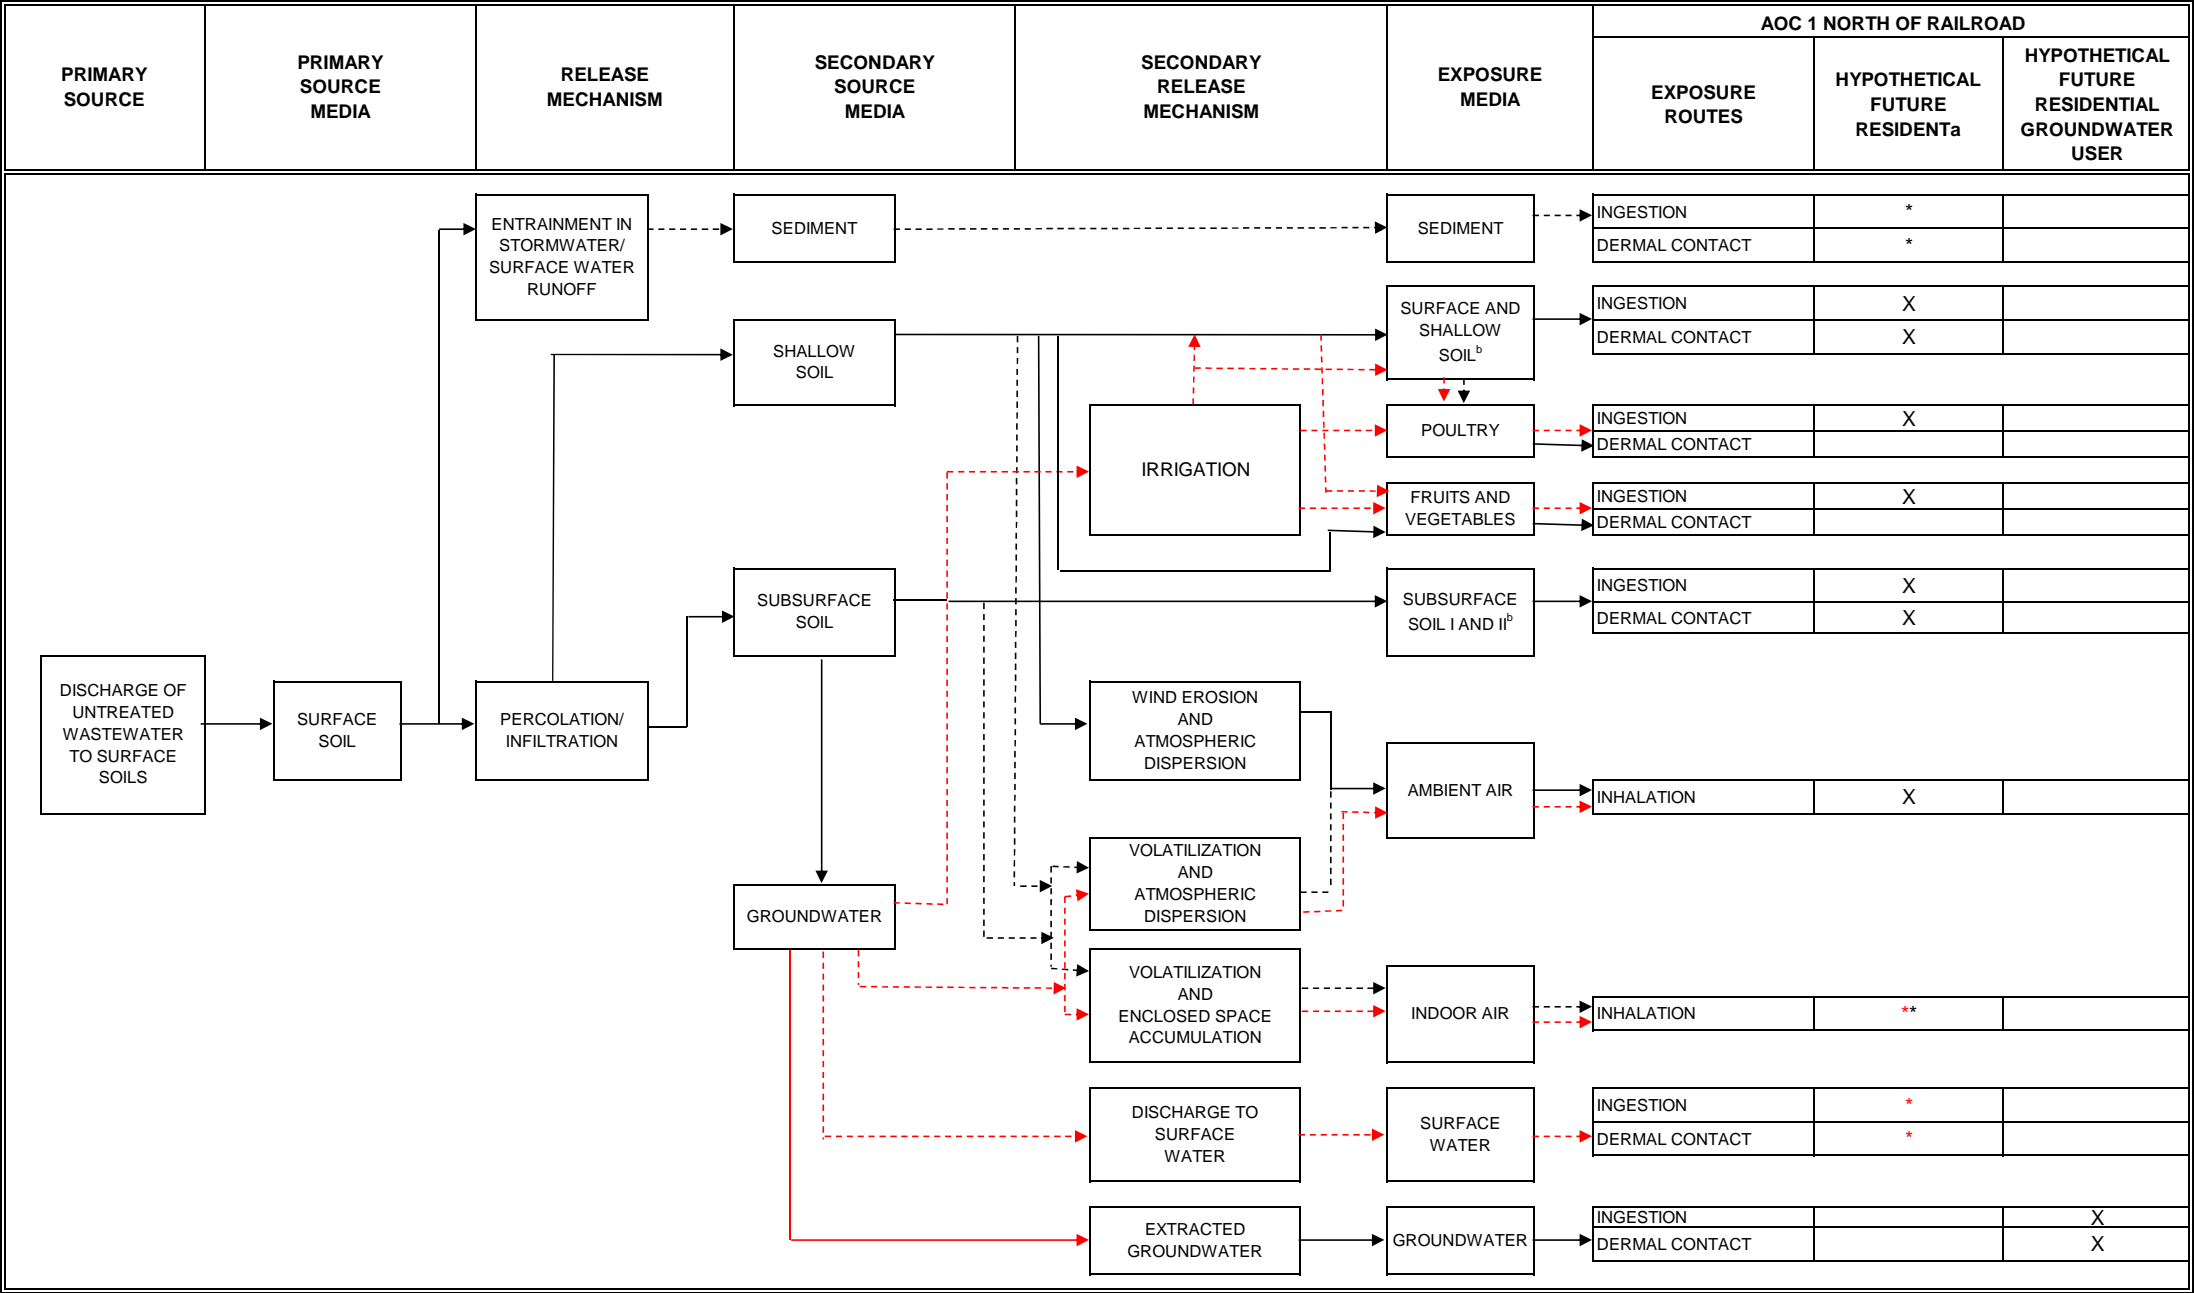 PRIMARY
SOURCE
PRIMARY
SOURCE
MEDIA
RELEASE
MECHANISM
SECONDARY
SOURCE
MEDIA
SECONDARY
RELEASE
MECHANISM
EXPOSURE
MEDIA
AOC 1 NORTH OF RAILROAD
EXPOSURE
ROUTES
HYPOTHETICAL
FUTURE
RESIDENTa
HYPOTHETICAL
FUTURE
RESIDENTIAL
GROUNDWATER
USER
ENTRAINMENT IN
STORMWATER/
SURFACE WATER
RUNOFF
SEDIMENT
SEDIMENT
INGESTION *
DERMAL CONTACT *
SHALLOW
SOIL
SURFACE AND
SHALLOW
SOILb
INGESTION X
DERMAL CONTACT X
IRRIGATION
POULTRY
INGESTION X
DERMAL CONTACT
FRUITS AND
VEGETABLES
INGESTION X
DERMAL CONTACT
SUBSURFACE
SOIL
SUBSURFACE
SOIL I AND IIb
INGESTION X
DERMAL CONTACT X
DISCHARGE OF
UNTREATED
WASTEWATER
TO SURFACE
SOILS
SURFACE
SOIL
PERCOLATION/
INFILTRATION
WIND EROSION
AND
ATMOSPHERIC
DISPERSION
AMBIENT AIR
INHALATION X
VOLATILIZATION
AND
ATMOSPHERIC
DISPERSION
GROUNDWATER
VOLATILIZATION
AND
ENCLOSED SPACE
ACCUMULATION
INDOOR AIR
INHALATION **
DISCHARGE TO
SURFACE
WATER
SURFACE
WATER
INGESTION *
DERMAL CONTACT *
EXTRACTED
GROUNDWATER
GROUNDWATER
INGESTION X
DERMAL CONTACT X